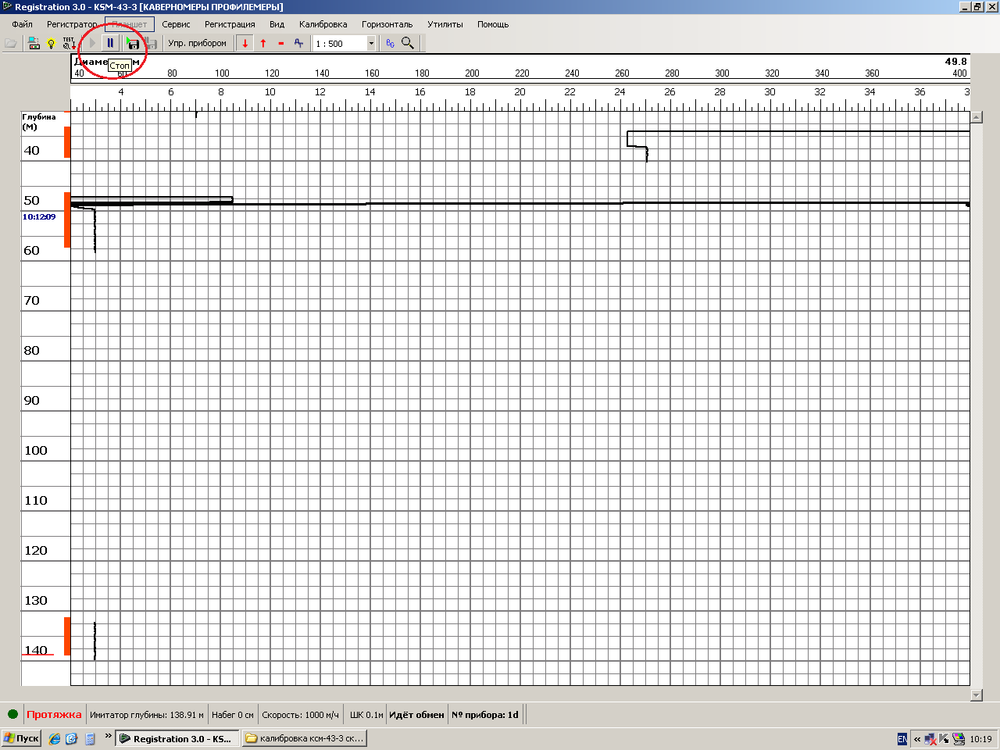 Registration 3.0 - KSM-43-3 [КАВЕРНОМЕРЫ ПРОФИЛЕМЕРЫ]
Файл Регистратор Планшет Сервис Регистрация Вид Калибровка Горизонталь Утилиты Помощь
TEST Упр. прибором 1 : 500
Стоп
49.8
40 60 80 100 120 140 160 180 200 220 240 260 280 300 320 340 360 400
4 6 8 10 12 14 16 18 20 22 24 26 28 30 32 34 36 3
Глубина
(М)
40
50
10:12:09
60
70
80
90
100
110
120
130
140
Протяжка Имитатор глубины: 138.91 м Набег 0 см Скорость: 1000 м/ч ШК 0.1м Идёт обмен № прибора: 1d
Пуск » Registration 3.0 - KS... калибровка ксм-43-3 ск... EN « 10:19